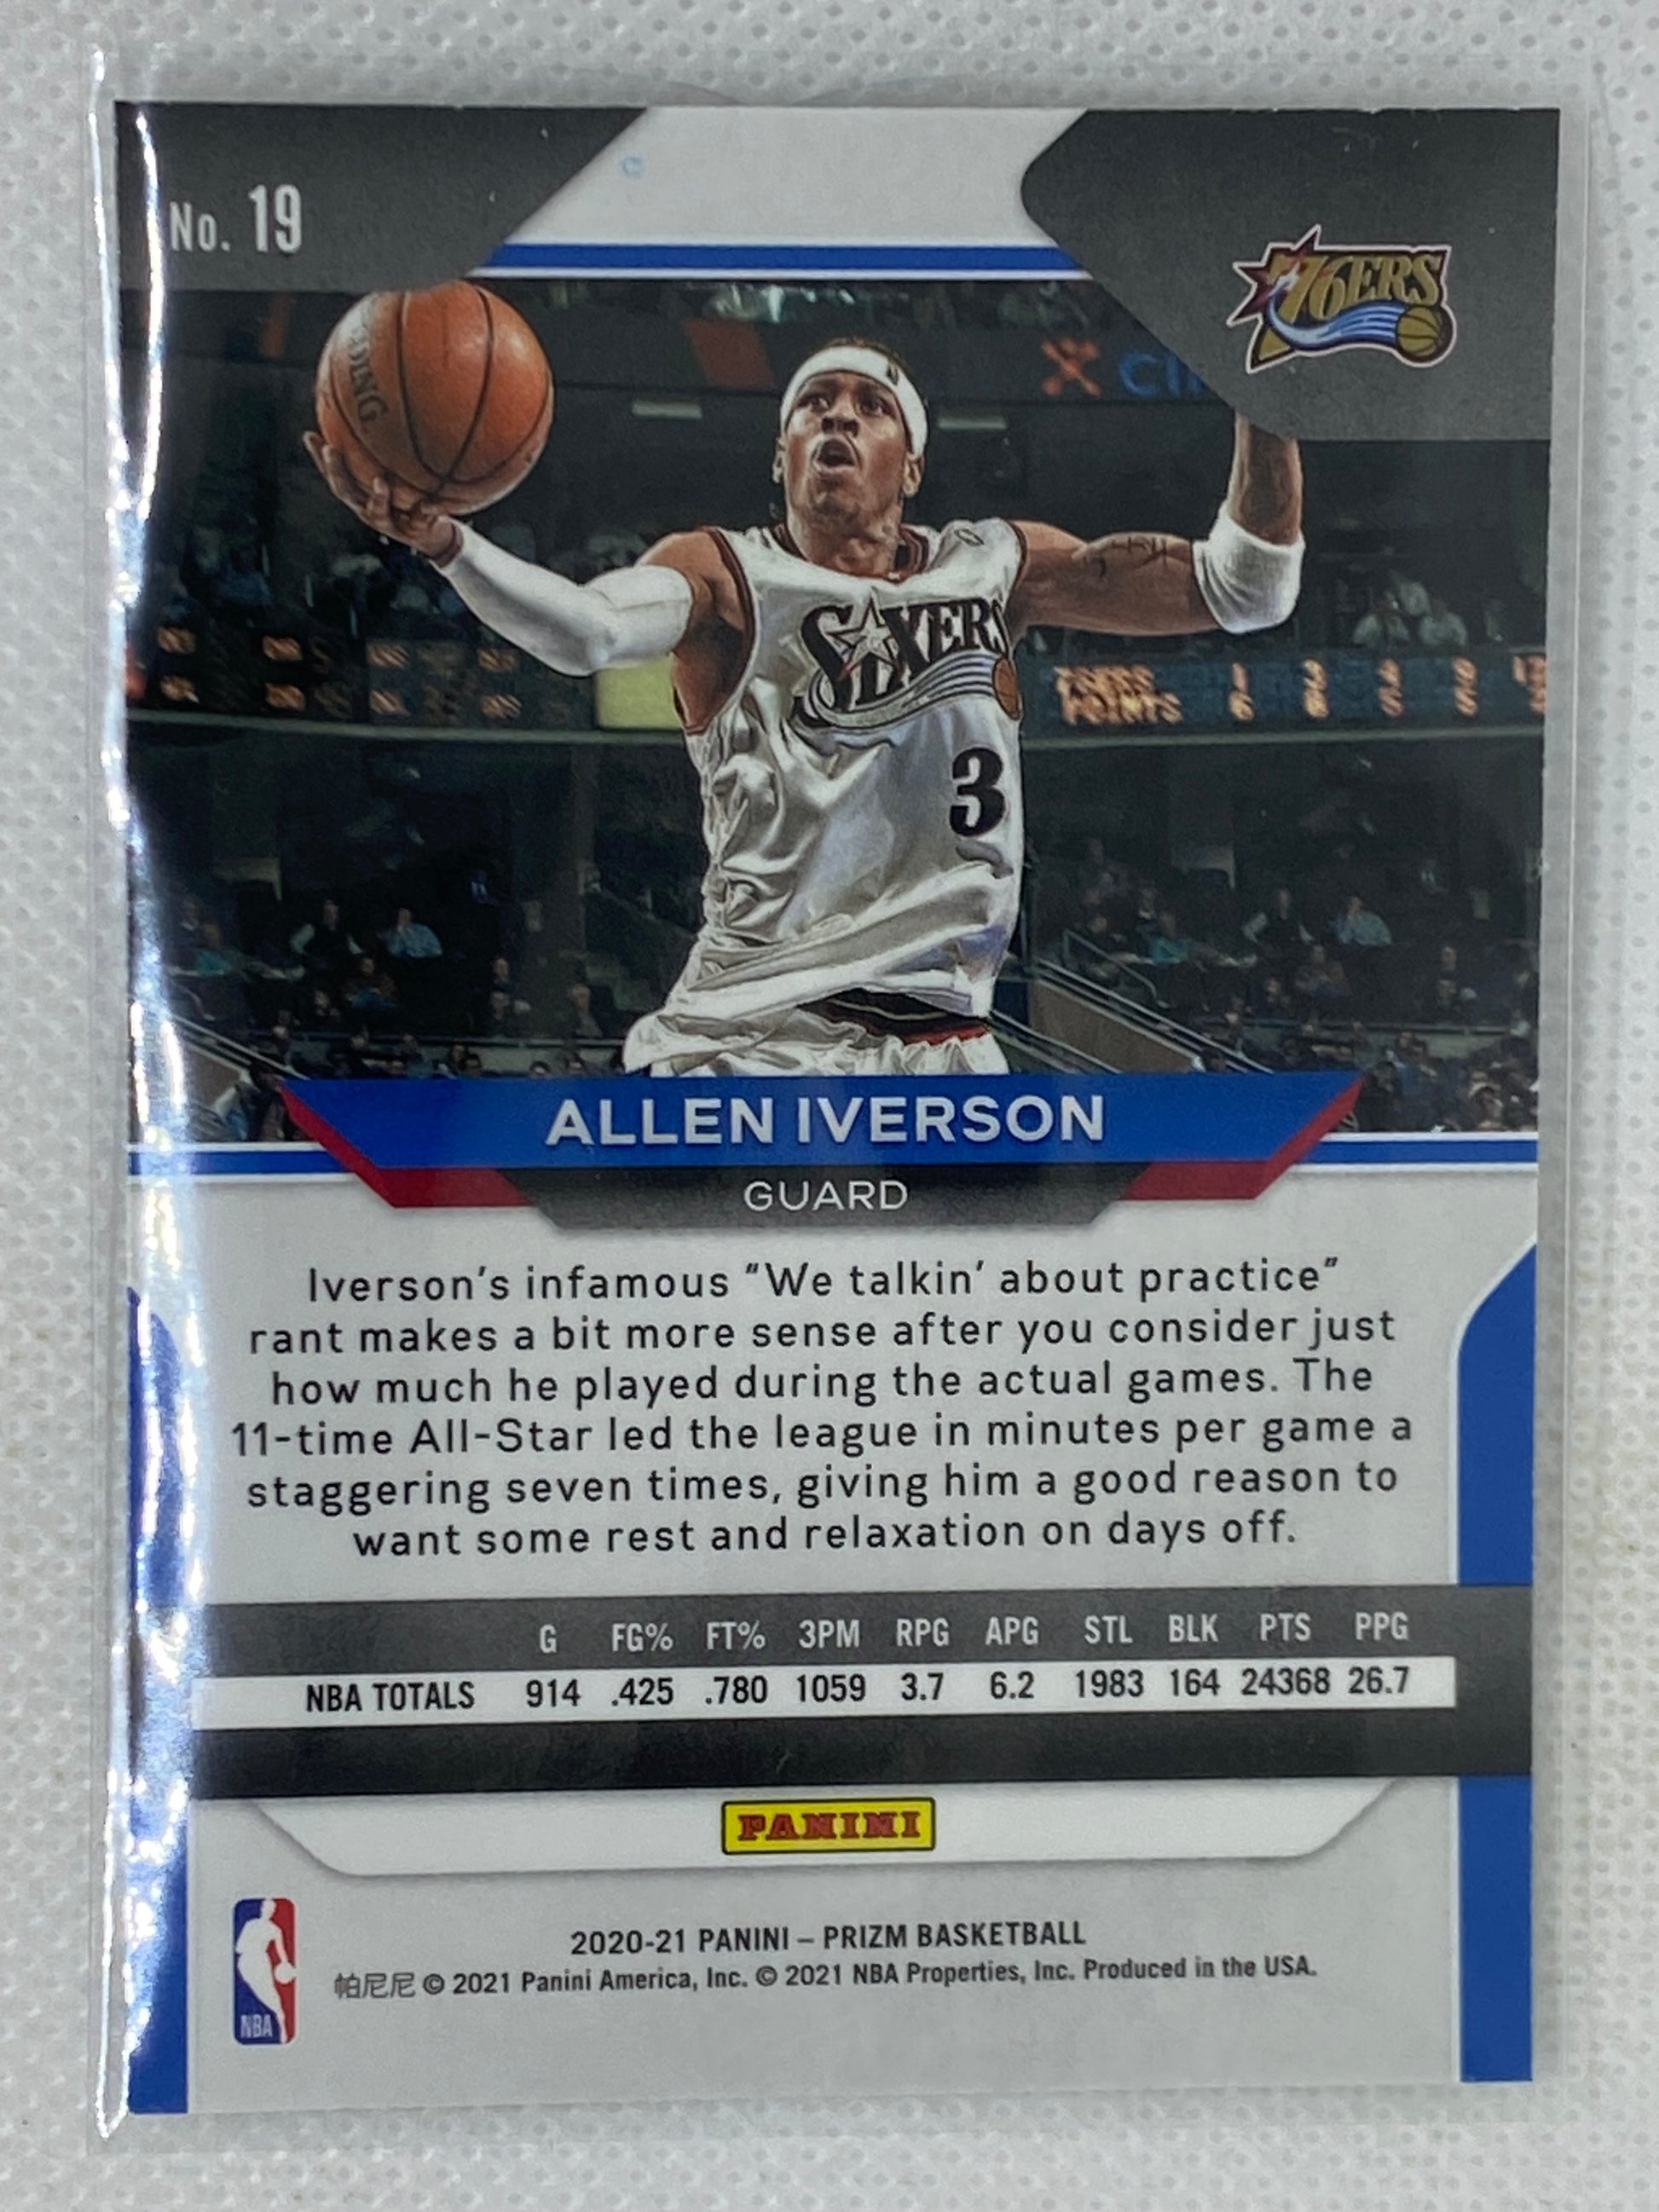 No. 19
76ERS
SIXERS
3
ALLEN IVERSON
GUARD
Iverson's infamous "We talkin' about practice"
rant makes a bit more sense after you consider just
how much he played during the actual games. The
11-time All-Star led the league in minutes per game a
staggering seven times, giving him a good reason to
want some rest and relaxation on days off.
G FG% FT% 3PM RPG APG STL BLK PTS PPG
NBA TOTALS 914 .425 .780 1059 3.7 6.2 1983 164 24368 26.7
PANINI
2020-21 PANINI – PRIZM BASKETBALL
帕尼尼 © 2021 Panini America, Inc. © 2021 NBA Properties, Inc. Produced in the USA.
NBA